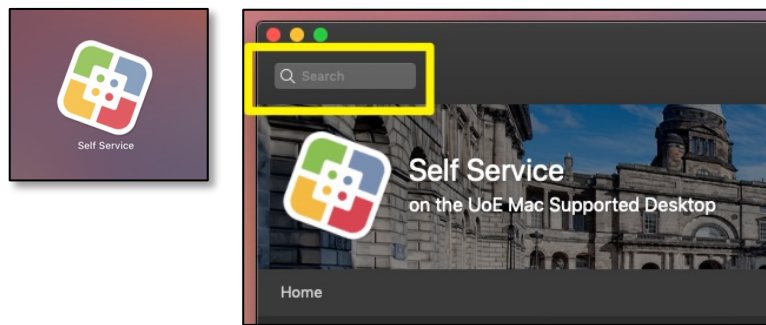 Self Service
Search
Self Service
on the UoE Mac Supported Desktop
Home